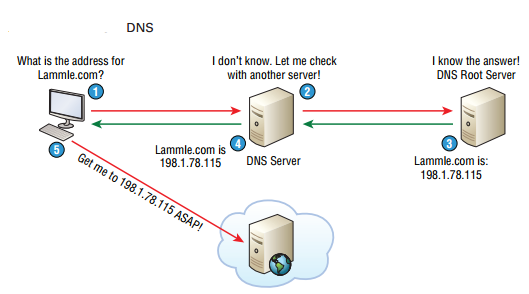 DNS
What is the address for
Lammle.com?
I don't know. Let me check
with another server!
I know the answer!
DNS Root Server
1
2
3
4
5
Lammle.com is
198.1.78.115
DNS Server
Lammle.com is:
198.1.78.115
Get me to 198.1.78.115 ASAP!